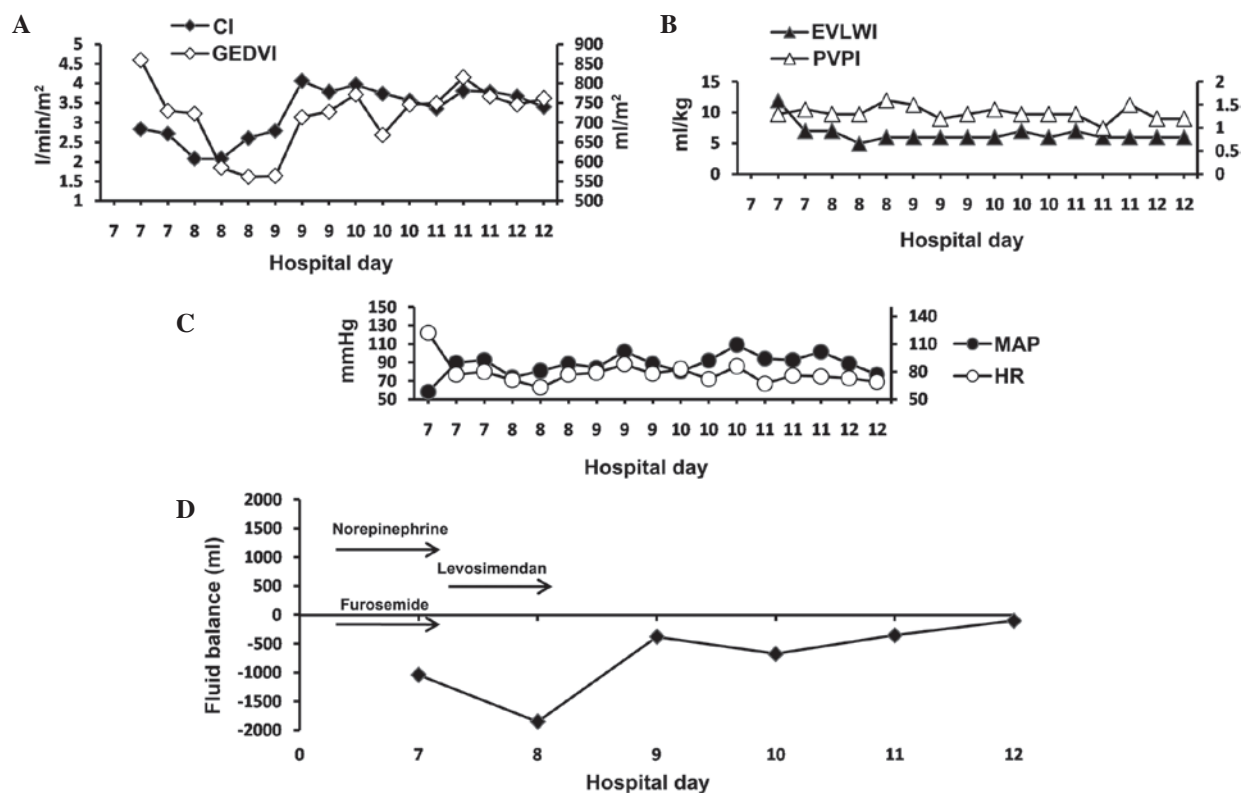 A
CI
GEDVI
l/min/m²
5
4.5
4
3.5
3
2.5
2
1.5
1
900
850
800
750
700
650
600
550
500
ml/m²
7 7 7 8 8 8 9 9 9 10 10 10 11 11 11 12 12
Hospital day
B
EVLWI
PVPI
ml/kg
15
10
5
0
2
1.5
1
0.5
0
7 7 7 8 8 8 9 9 9 10 10 10 11 11 11 12 12
Hospital day
C
mmHg
150
130
110
90
70
50
140
110
80
50
MAP
HR
7 7 7 8 8 8 9 9 9 10 10 10 11 11 11 12 12
Hospital day
D
Fluid balance (ml)
2000
1500
1000
500
0
-500
-1000
-1500
-2000
Norepinephrine
Levosimendan
Furosemide
0 7 8 9 10 11 12
Hospital day